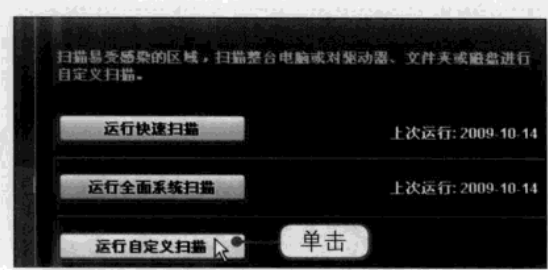 扫描易受感染的区域，扫描整台电脑或对驱动器、文件夹或磁盘进行
自定义扫描。
运行快速扫描
上次运行: 2009-10-14
运行全面系统扫描
上次运行: 2009-10-14
运行自定义扫描
单击